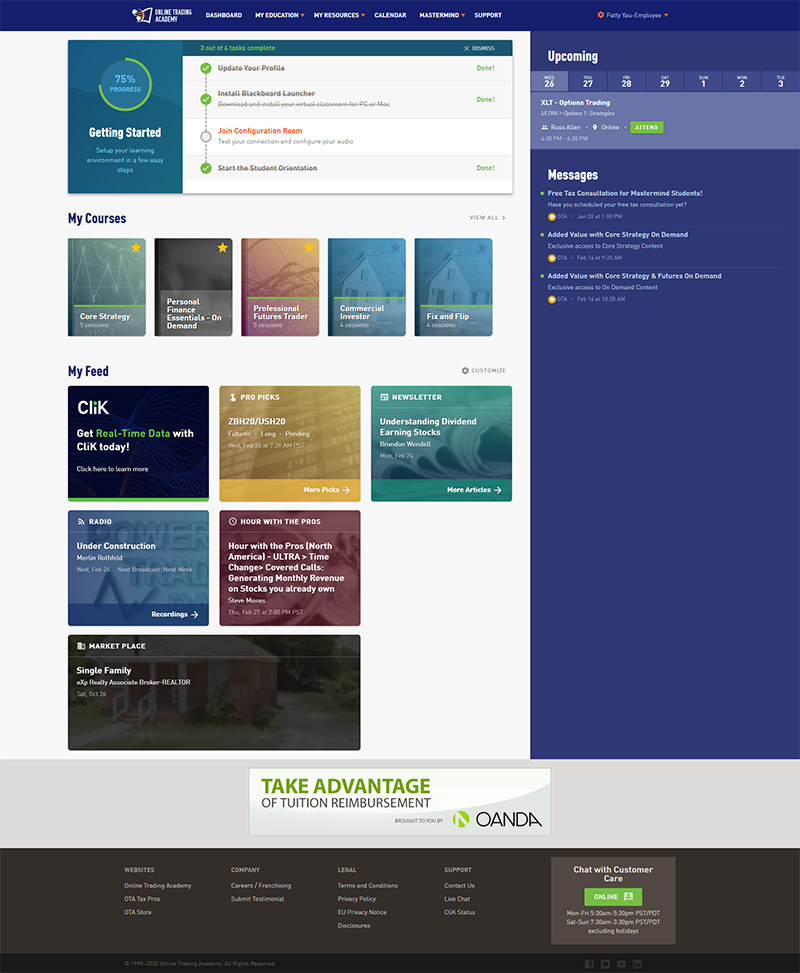 ONLINE TRADING
ACADEMY
DASHBOARD
MY EDUCATION
MY RESOURCES
CALENDAR
MASTERMIND
SUPPORT
Patty Yau-Employee
75%
PROGRESS
Getting Started
Setup your learning
environment in a few easy
steps
3 out of 4 tasks complete
DISMISS
Update Your Profile
Done!
Install Blackboard Launcher
Download and install your virtual classroom for PC or Mac
Done!
Join Configuration Room
Test your connection and configure your audio
Start the Student Orientation
Done!
My Courses
VIEW ALL
Core Strategy
5 sessions
Personal
Finance
Essentials - On
Demand
Professional
Futures Trader
5 sessions
Commercial
Investor
4 sessions
Fix and Flip
4 sessions
My Feed
CUSTOMIZE
CLiK
Get Real-Time Data with
CLiK today!
Click here to learn more
PRO PICKS
ZBH20/USH20
Futures · Long · Pending
Wed, Feb 26 at 7:39 AM PST
More Picks
NEWSLETTER
Understanding Dividend
Earning Stocks
Brandon Wendell
Mon, Feb 24
More Articles
RADIO
Under Construction
Merlin Rothfeld
Wed, Feb 26 Next Broadcast: Next Week
Recordings
HOUR WITH THE PROS
Hour with the Pros (North
America) - ULTRA > Time
Change> Covered Calls:
Generating Monthly Revenue
on Stocks you already own
Steve Moses
Thu, Feb 27 at 2:00 PM PST
MARKET PLACE
Single Family
eXp Realty Associate Broker-REALTOR
Sat, Oct 26
Upcoming
WED
26
THU
27
FRI
28
SAT
29
SUN
1
MON
2
TUE
3
XLT - Options Trading
ULTRA > Options 1: Strategies
Russ Allen · Online · ATTEND
4:30 PM - 6:30 PM
Messages
Free Tax Consultation for Mastermind Students!
Have you scheduled your free tax consultation yet?
OTA · Jan 28 at 1:00 PM
Added Value with Core Strategy On Demand
Exclusive access to Core Strategy Content
OTA · Feb 14 at 9:35 AM
Added Value with Core Strategy & Futures On Demand
Exclusive access to On Demand Content
OTA · Feb 14 at 10:55 AM
TAKE ADVANTAGE
OF TUITION REIMBURSEMENT
BROUGHT TO YOU BY
OANDA
WEBSITES
Online Trading Academy
OTA Tax Pros
OTA Store
COMPANY
Careers / Franchising
Submit Testimonial
LEGAL
Terms and Conditions
Privacy Policy
EU Privacy Notice
Disclosures
SUPPORT
Contact Us
Live Chat
CliK Status
Chat with Customer
Care
ONLINE
Mon-Fri 5:30am-5:30pm PST/PDT
Sat-Sun 7:30am-3:30pm PST/PDT
excluding holidays
© 1998-2020 Online Trading Academy. All Rights Reserved.